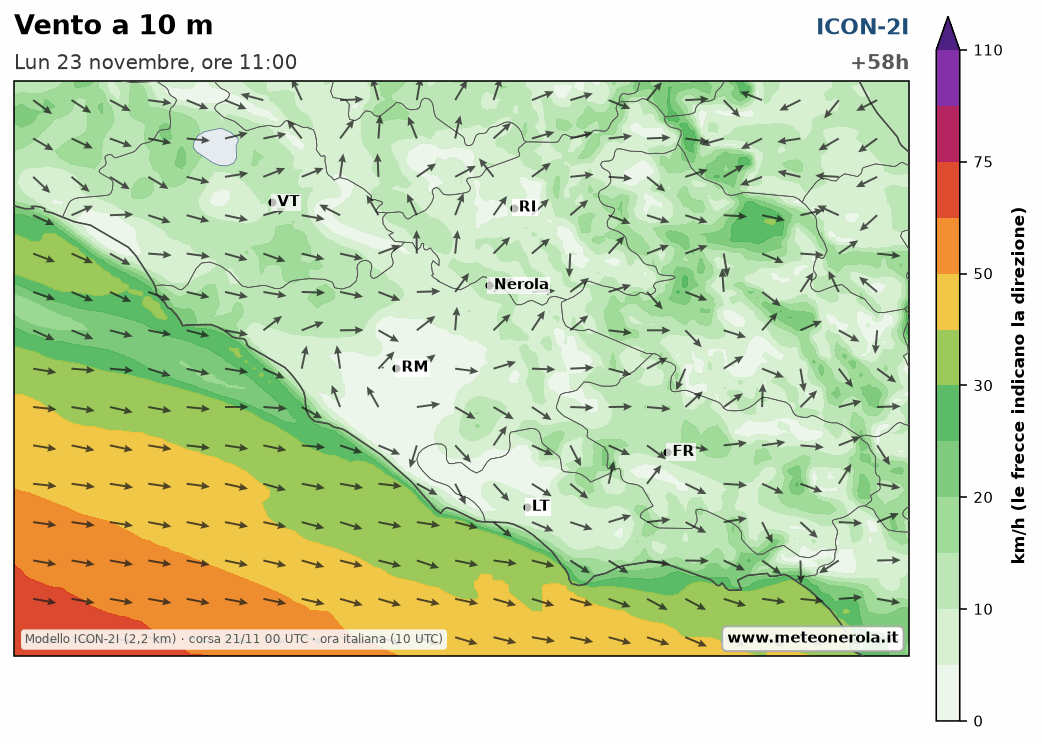 Vento a 10 m
ICON-2I
Lun 23 novembre, ore 11:00
+58h
VT
RI
Nerola
RM
FR
LT
Modello ICON-2I (2,2 km) · corsa 21/11 00 UTC · ora italiana (10 UTC)
www.meteonerola.it
110
75
50
30
20
10
0
km/h (le frecce indicano la direzione)